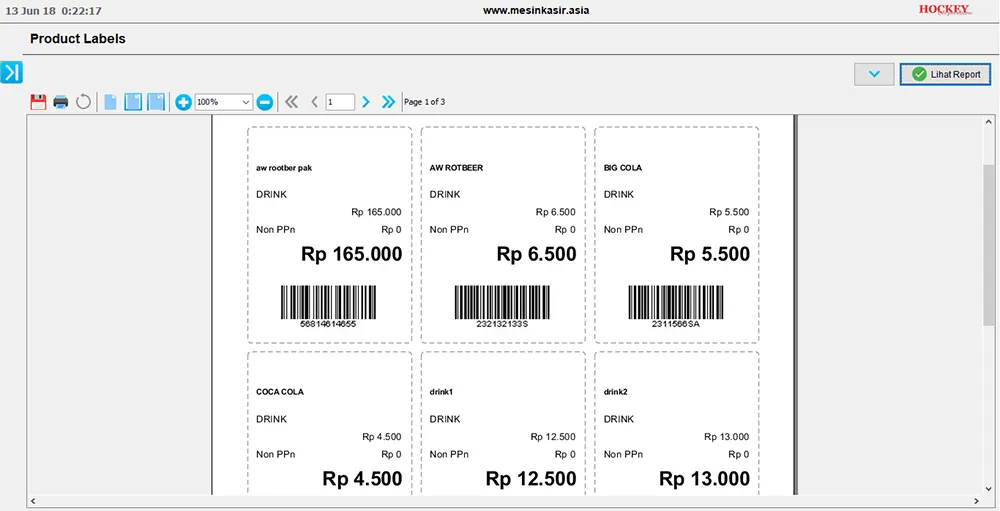 13 Jun 18 0:22:17
www.mesinkasir.asia
HOCKEY
Product Labels
Lihat Report
100%
1
Page 1 of 3
aw rootber pak
DRINK
Rp 165.000
Non PPn Rp 0
Rp 165.000
56814614655
AW ROTBEER
DRINK
Rp 6.500
Non PPn Rp 0
Rp 6.500
232132133S
BIG COLA
DRINK
Rp 5.500
Non PPn Rp 0
Rp 5.500
2311566SA
COCA COLA
DRINK
Rp 4.500
Non PPn Rp 0
Rp 4.500
drink1
DRINK
Rp 12.500
Non PPn Rp 0
Rp 12.500
drink2
DRINK
Rp 13.000
Non PPn Rp 0
Rp 13.000